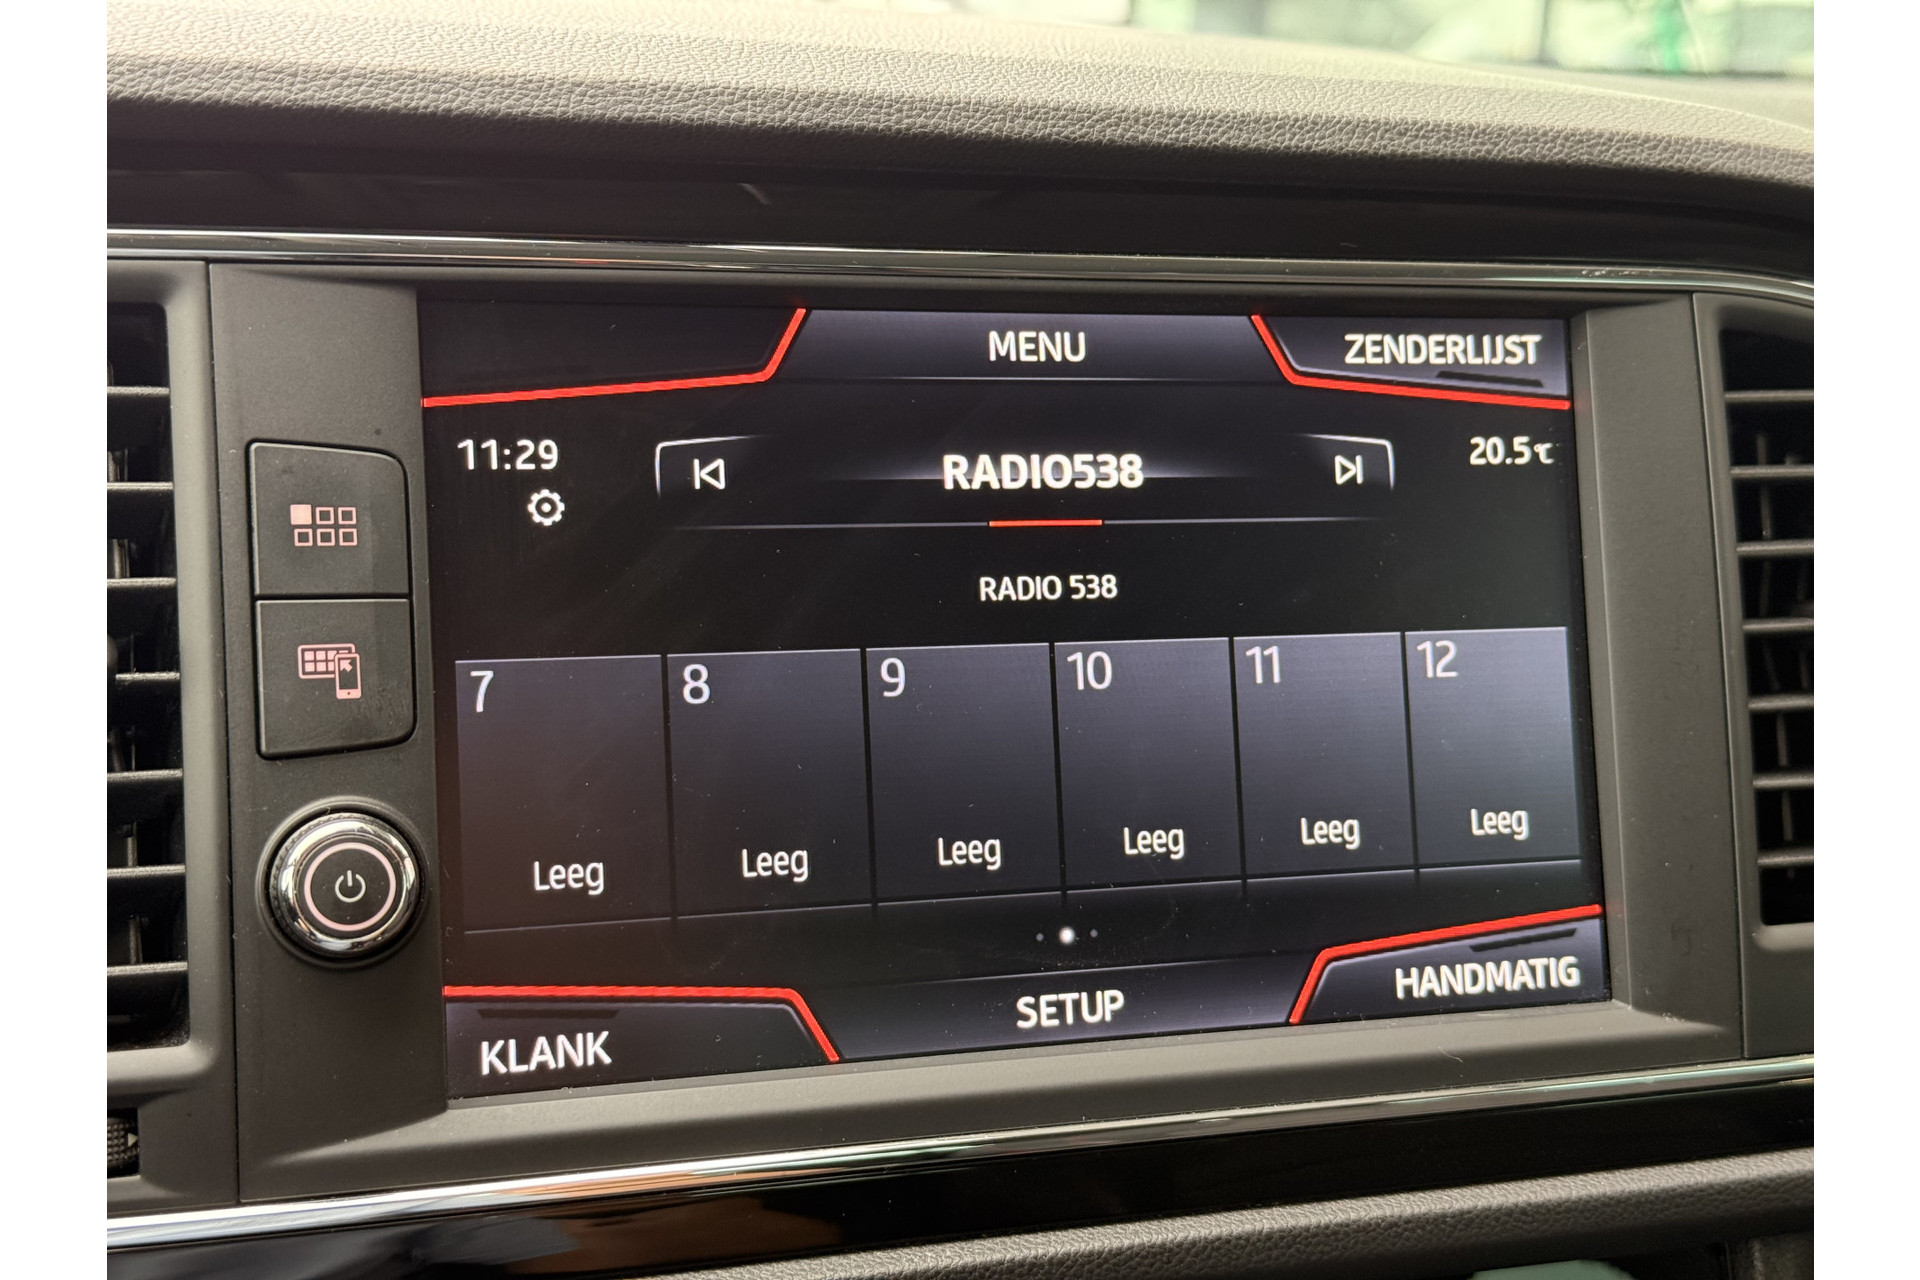 MENU
ZENDERLIJST
11:29
RADIO538
20.5°C
RADIO 538
7
8
9
10
11
12
Leeg
Leeg
Leeg
Leeg
Leeg
Leeg
KLANK
SETUP
HANDMATIG